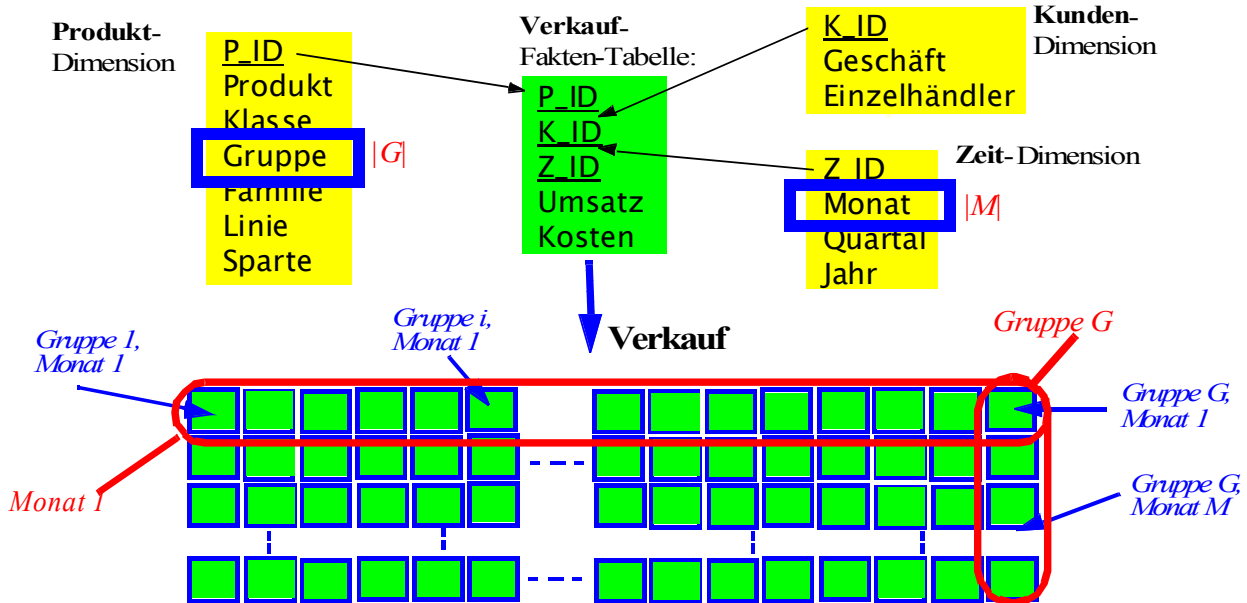 Produkt-
Dimension
P_ID
Produkt
Klasse
Gruppe
Familie
Linie
Sparte
|G|
Verkauf-
Fakten-Tabelle:
P_ID
K_ID
Z_ID
Umsatz
Kosten
K_ID
Geschäft
Einzelhändler
Kunden-
Dimension
Z_ID
Monat
Quartal
Jahr
|M|
Zeit- Dimension
Verkauf
Gruppe 1,
Monat 1
Gruppe i,
Monat 1
Gruppe G
Gruppe G,
Monat 1
Monat 1
Gruppe G,
Monat M